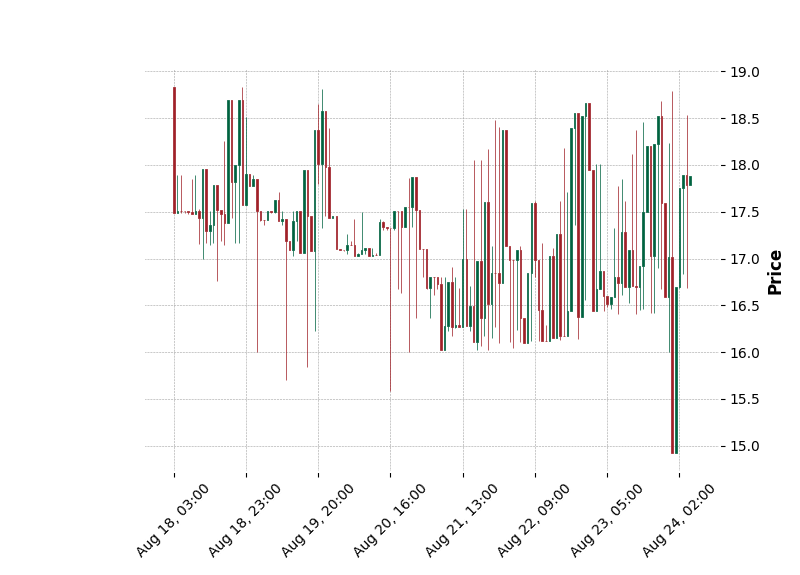 19.0
18.5
18.0
17.5
17.0
16.5
16.0
15.5
15.0
Price
Aug 18, 03:00
Aug 18, 23:00
Aug 19, 20:00
Aug 20, 16:00
Aug 21, 13:00
Aug 22, 09:00
Aug 23, 05:00
Aug 24, 02:00